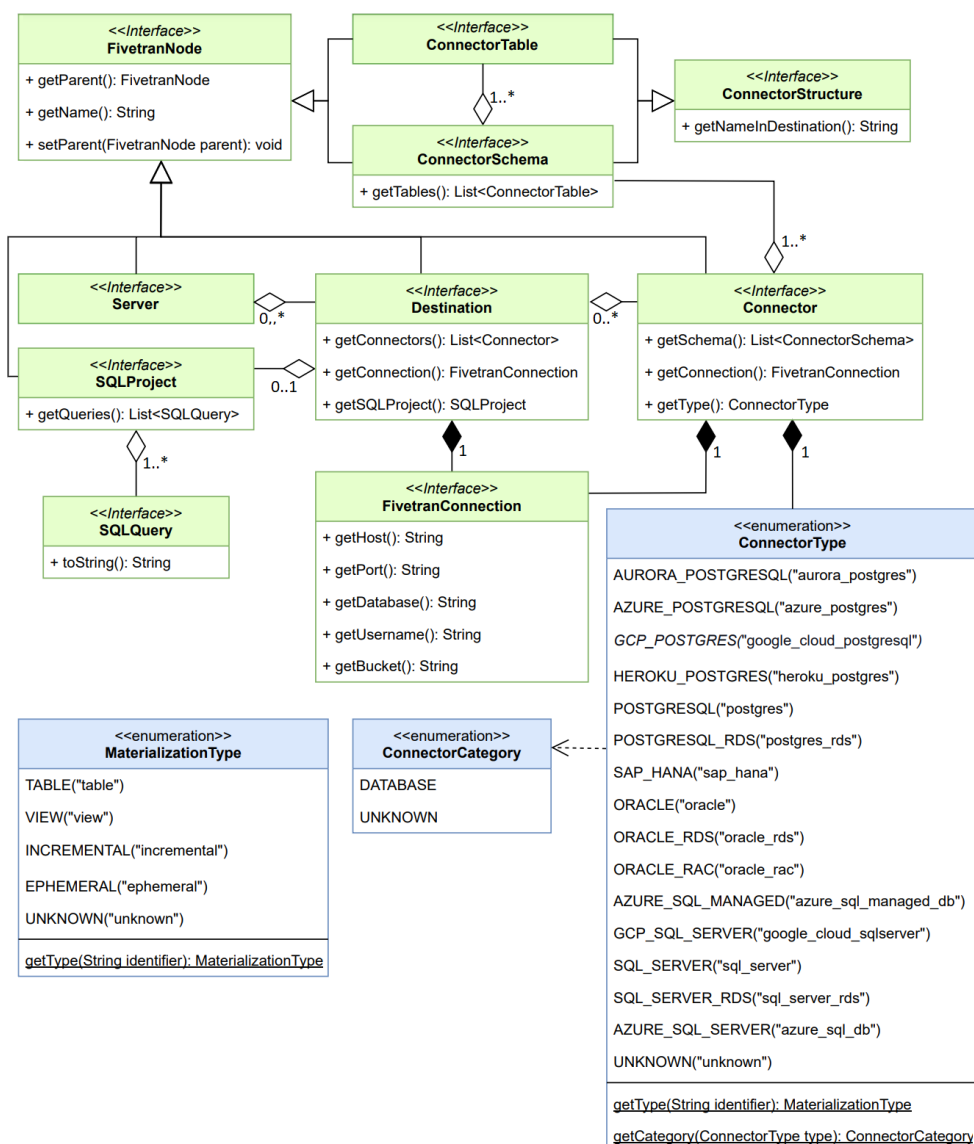 <<Interface>>
FivetranNode
+ getParent(): FivetranNode
+ getName(): String
+ setParent(FivetranNode parent): void
<<Interface>>
ConnectorTable
1..*
<<Interface>>
ConnectorSchema
+ getTables(): List<ConnectorTable>
<<Interface>>
ConnectorStructure
+ getNameInDestination(): String
1..*
<<Interface>>
Server
0,,*
<<Interface>>
Destination
+ getConnectors(): List<Connector>
+ getConnection(): FivetranConnection
+ getSQLProject(): SQLProject
0..*
<<Interface>>
Connector
+ getSchema(): List<ConnectorSchema>
+ getConnection(): FivetranConnection
+ getType(): ConnectorType
<<Interface>>
SQLProject
+ getQueries(): List<SQLQuery>
0..1
1..*
<<Interface>>
SQLQuery
+ toString(): String
1
1
1
<<Interface>>
FivetranConnection
+ getHost(): String
+ getPort(): String
+ getDatabase(): String
+ getUsername(): String
+ getBucket(): String
<<enumeration>>
ConnectorType
AURORA_POSTGRESQL("aurora_postgres")
AZURE_POSTGRESQL("azure_postgres")
GCP_POSTGRES("google_cloud_postgresql")
HEROKU_POSTGRES("heroku_postgres")
POSTGRESQL("postgres")
POSTGRESQL_RDS("postgres_rds")
SAP_HANA("sap_hana")
ORACLE("oracle")
ORACLE_RDS("oracle_rds")
ORACLE_RAC("oracle_rac")
AZURE_SQL_MANAGED("azure_sql_managed_db")
GCP_SQL_SERVER("google_cloud_sqlserver")
SQL_SERVER("sql_server")
SQL_SERVER_RDS("sql_server_rds")
AZURE_SQL_SERVER("azure_sql_db")
UNKNOWN("unknown")
getType(String identifier): MaterializationType
getCategory(ConnectorType type): ConnectorCategory
<<enumeration>>
MaterializationType
TABLE("table")
VIEW("view")
INCREMENTAL("incremental")
EPHEMERAL("ephemeral")
UNKNOWN("unknown")
getType(String identifier): MaterializationType
<<enumeration>>
ConnectorCategory
DATABASE
UNKNOWN